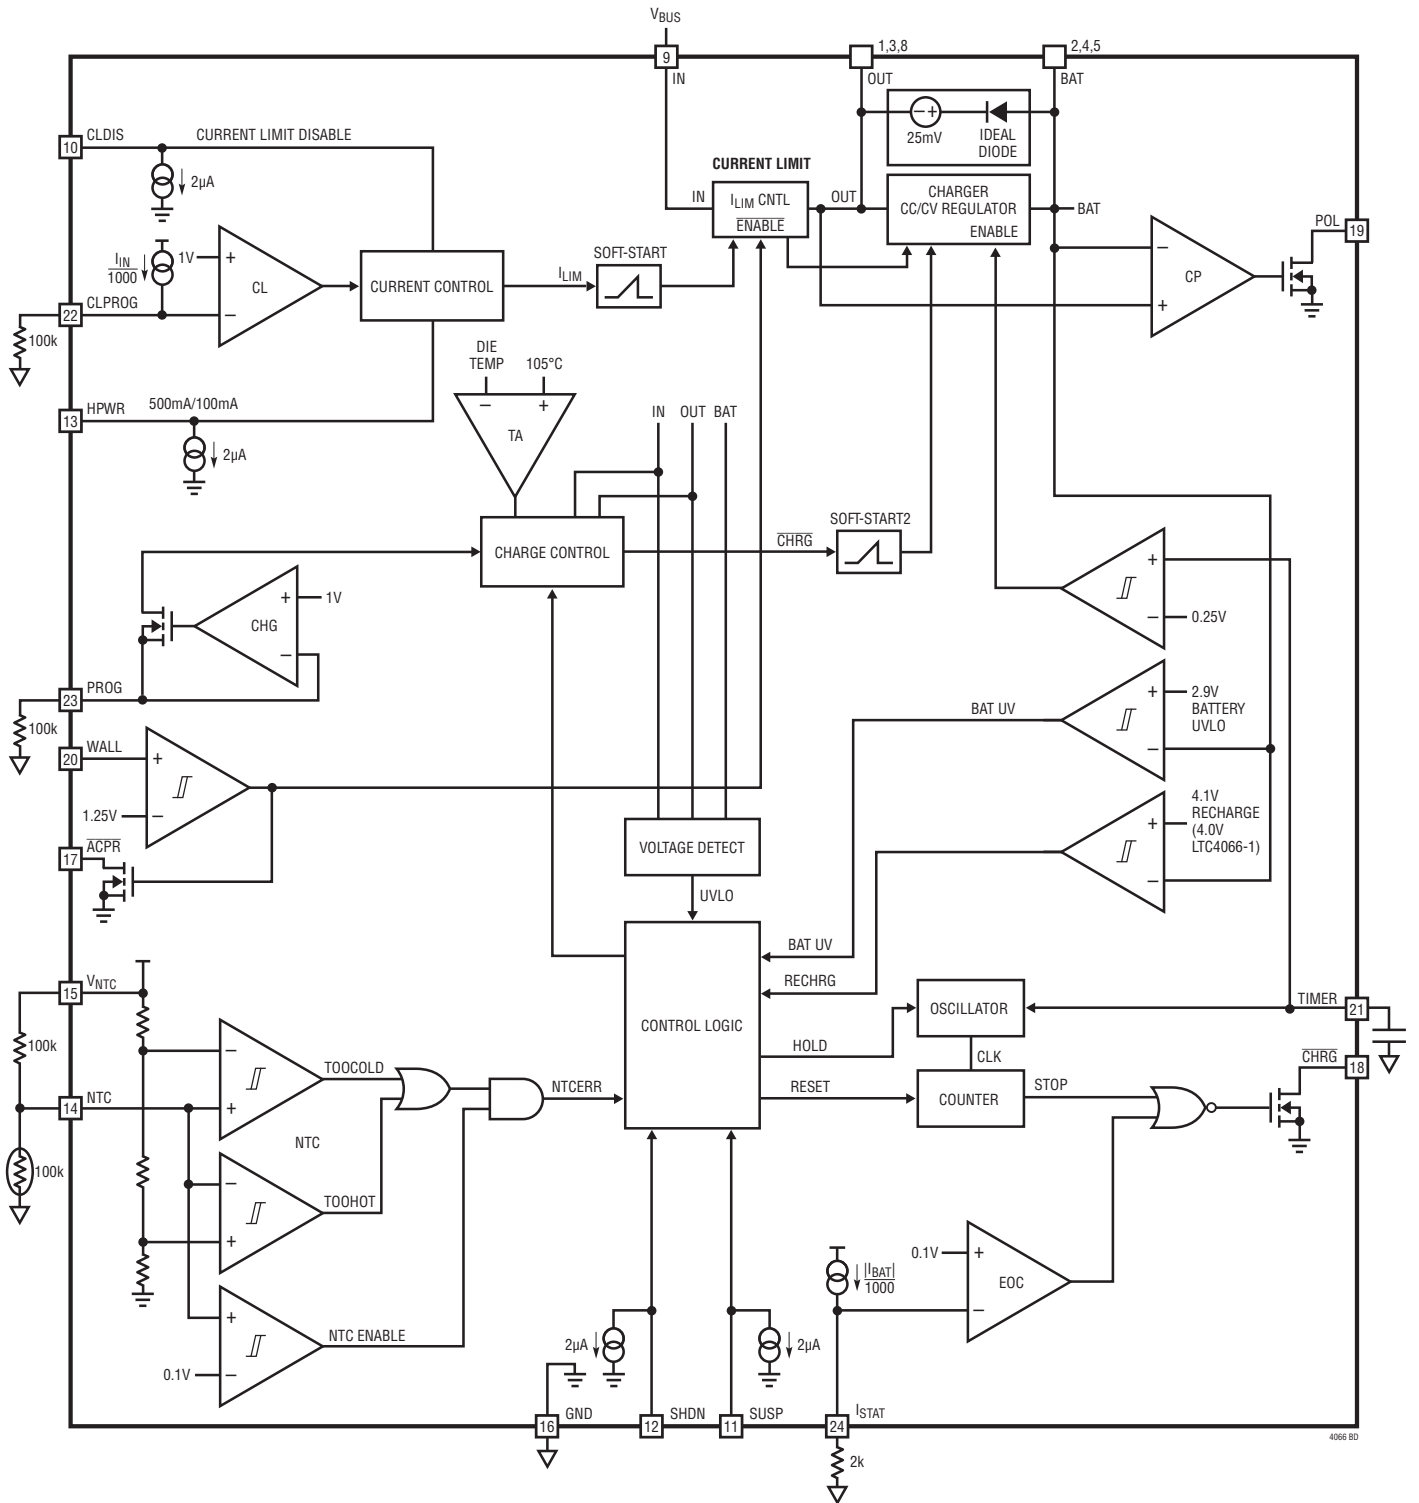 VBUS
9
IN
1,3,8
OUT
2,4,5
BAT
10
CLDIS
CURRENT LIMIT DISABLE
2µA
25mV
IDEAL
DIODE
CURRENT LIMIT
IN
ILIM CNTL
ENABLE
OUT
CHARGER
CC/CV REGULATOR
ENABLE
BAT
POL
19
IIN
1000
1V
+
–
CL
CURRENT CONTROL
ILIM
SOFT-START
–
+
CP
22
CLPROG
100k
DIE
TEMP
105°C
–
+
TA
13
HPWR
500mA/100mA
2µA
IN
OUT
BAT
CHARGE CONTROL
CHRG
SOFT-START2
+
–
0.25V
+
1V
CHG
–
23
PROG
100k
+
2.9V
BATTERY
UVLO
–
BAT UV
20
WALL
+
1.25V
–
4.1V
RECHARGE
(4.0V
LTC4066-1)
+
–
17
ACPR
VOLTAGE DETECT
UVLO
BAT UV
RECHRG
CONTROL LOGIC
HOLD
RESET
OSCILLATOR
CLK
COUNTER
STOP
TIMER
21
CHRG
18
15
VNTC
100k
14
NTC
100k
–
+
TOOCOLD
NTC
–
+
TOOHOT
NTCERR
+
0.1V
–
NTC ENABLE
|IBAT|
1000
0.1V
+
–
EOC
2µA
2µA
16
GND
12
SHDN
11
SUSP
24
ISTAT
2k
4066 BD